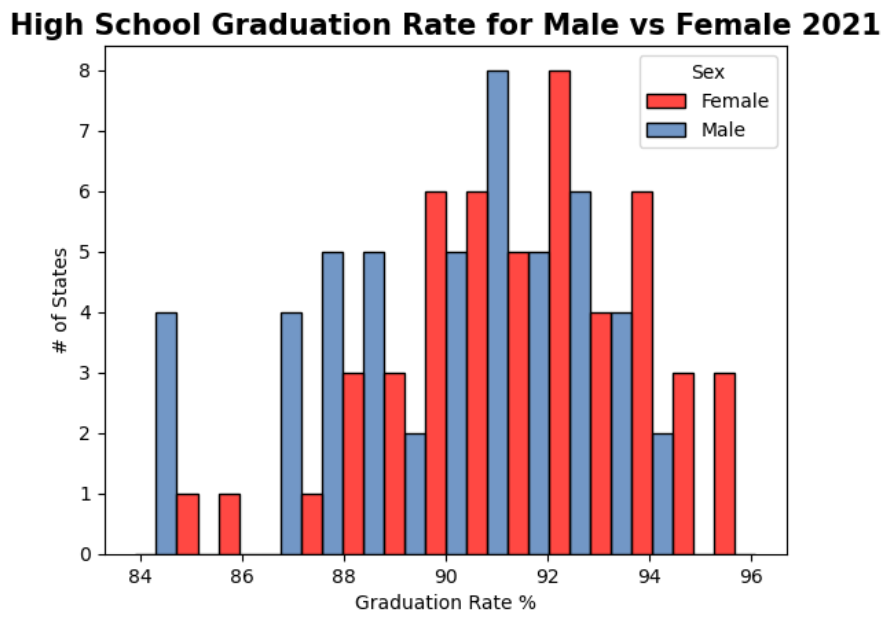 High School Graduation Rate for Male vs Female 2021
Sex
Female
Male
8
7
6
5
4
3
2
1
0
# of States
84 86 88 90 92 94 96
Graduation Rate %